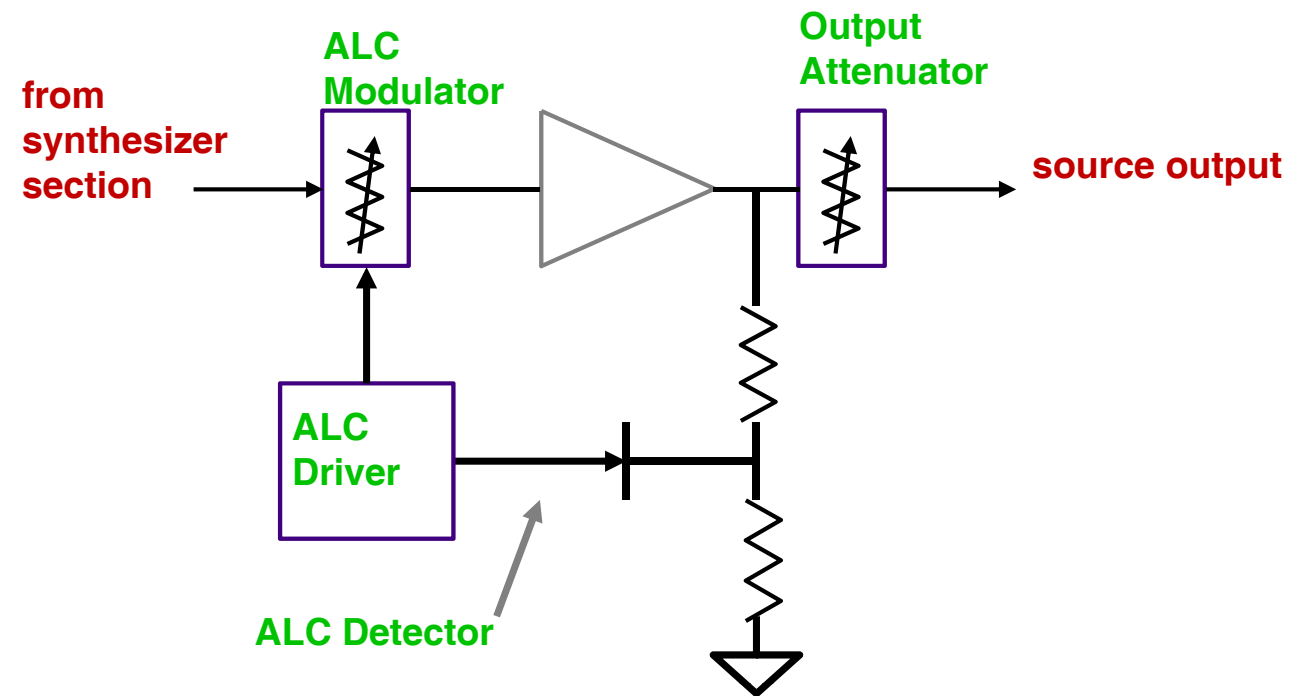 from
synthesizer
section
ALC
Modulator
Output
Attenuator
source output
ALC
Driver
ALC Detector